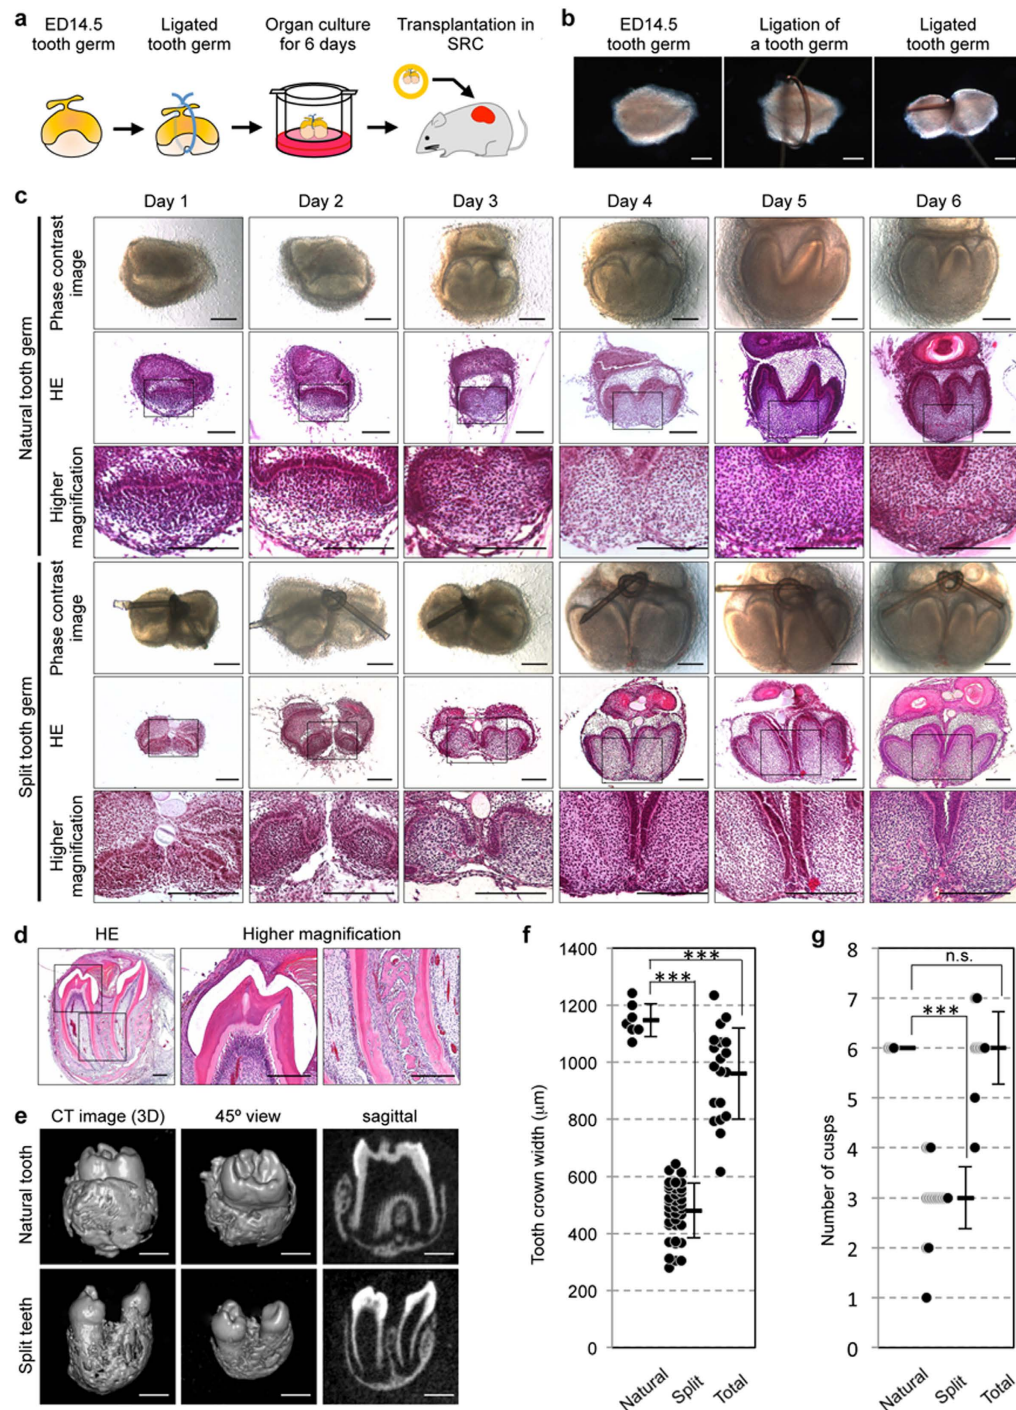 a
ED14.5
tooth germ
Ligated
tooth germ
Organ culture
for 6 days
Transplantation in
SRC
b
ED14.5
tooth germ
Ligation of
a tooth germ
Ligated
tooth germ
c
Day 1
Day 2
Day 3
Day 4
Day 5
Day 6
Natural tooth germ
Phase contrast
image
HE
Higher
magnification
Split tooth germ
Phase contrast
image
HE
Higher
magnification
d
HE
Higher magnification
e
CT image (3D)
45º view
sagittal
Natural tooth
Split teeth
f
Tooth crown width (μm)
1400
1200
1000
800
600
400
200
0
***
***
Natural
Split
Total
g
Number of cusps
8
7
6
5
4
3
2
1
0
n.s.
***
Natural
Split
Total